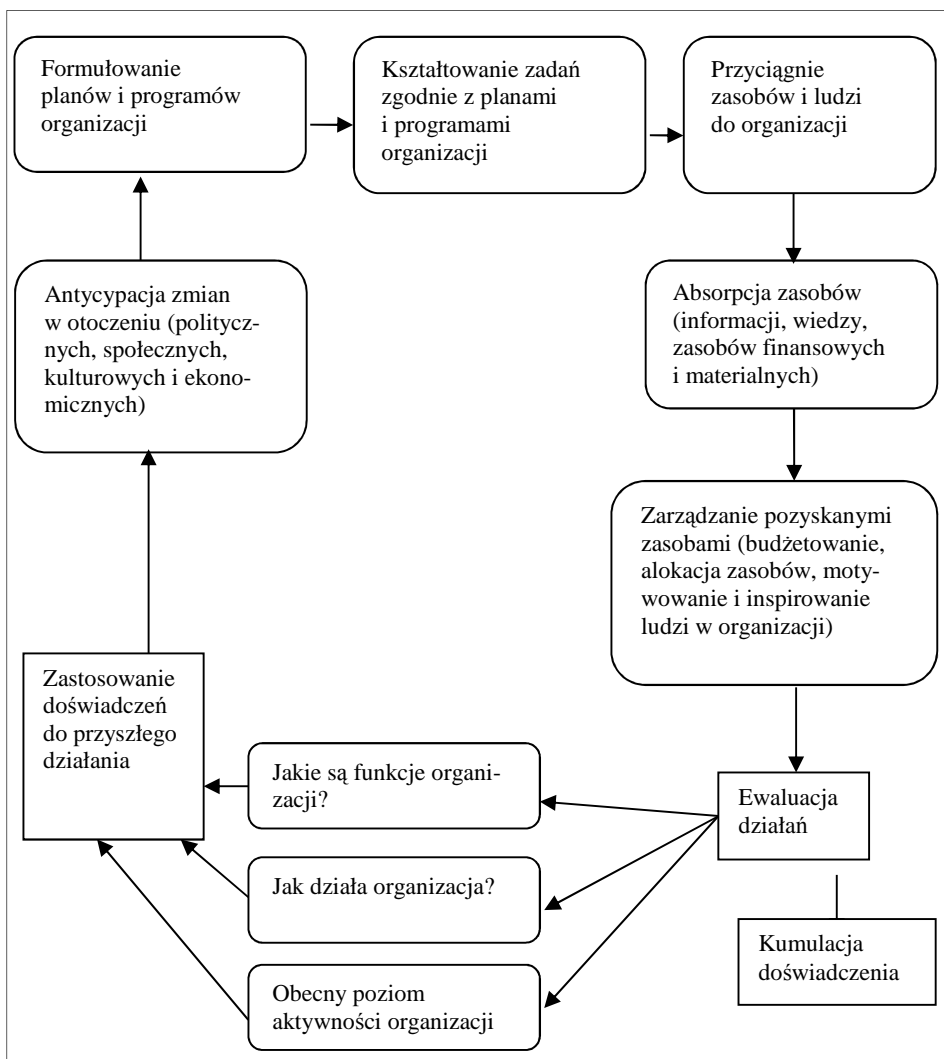 Formułowanie
planów i programów
organizacji
Kształtowanie zadań
zgodnie z planami
i programami
organizacji
Przyciągnie
zasobów i ludzi
do organizacji
Antycypacja zmian
w otoczeniu (politycz-
nych, społecznych,
kulturowych i ekono-
micznych)
Absorpcja zasobów
(informacji, wiedzy,
zasobów finansowych
i materialnych)
Zarządzanie pozyskanymi
zasobami (budżetowanie,
alokacja zasobów, moty-
wowanie i inspirowanie
ludzi w organizacji)
Zastosowanie
doświadczeń
do przyszłego
działania
Jakie są funkcje organi-
zacji?
Ewaluacja
działań
Jak działa organizacja?
Kumulacja
doświadczenia
Obecny poziom
aktywności organizacji